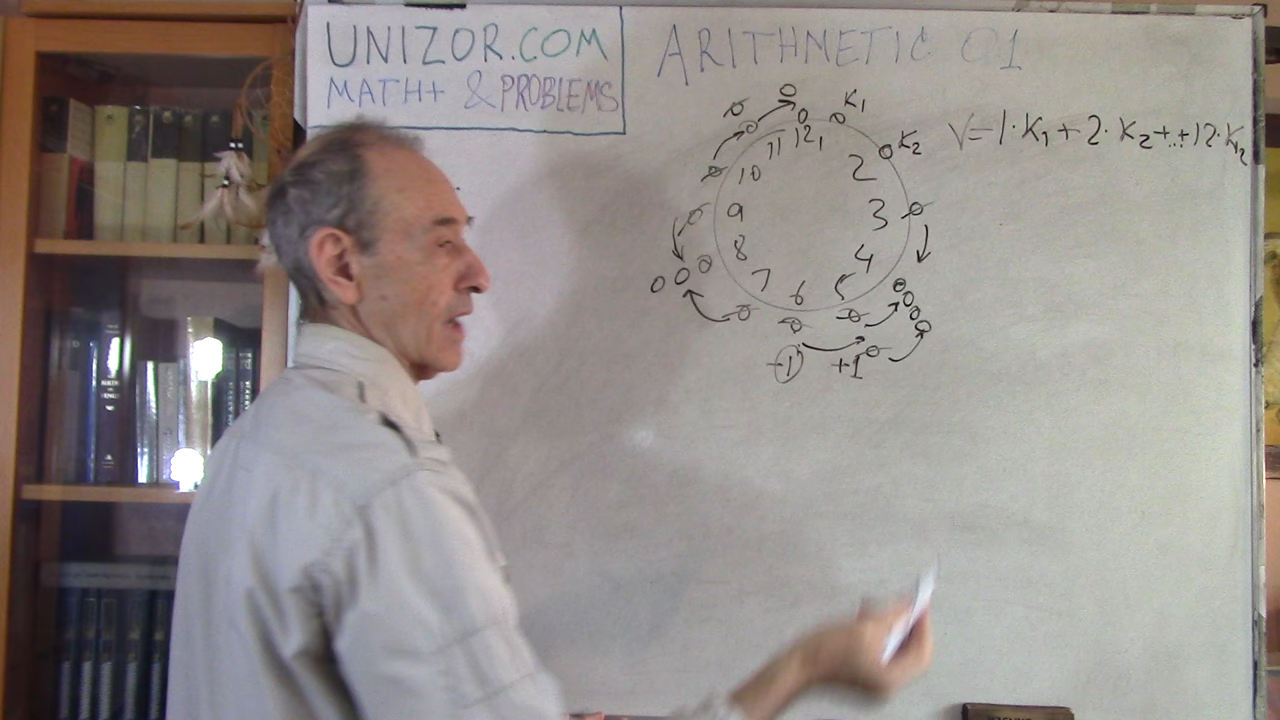 UNIZOR.COM
MATH+ & PROBLEMS
ARITHMETIC 01
K1
K2
V=1·K1+2·K2+...+12·K12
12 1
11
10
2
9
3
8
4
7
6
5
-1 +1